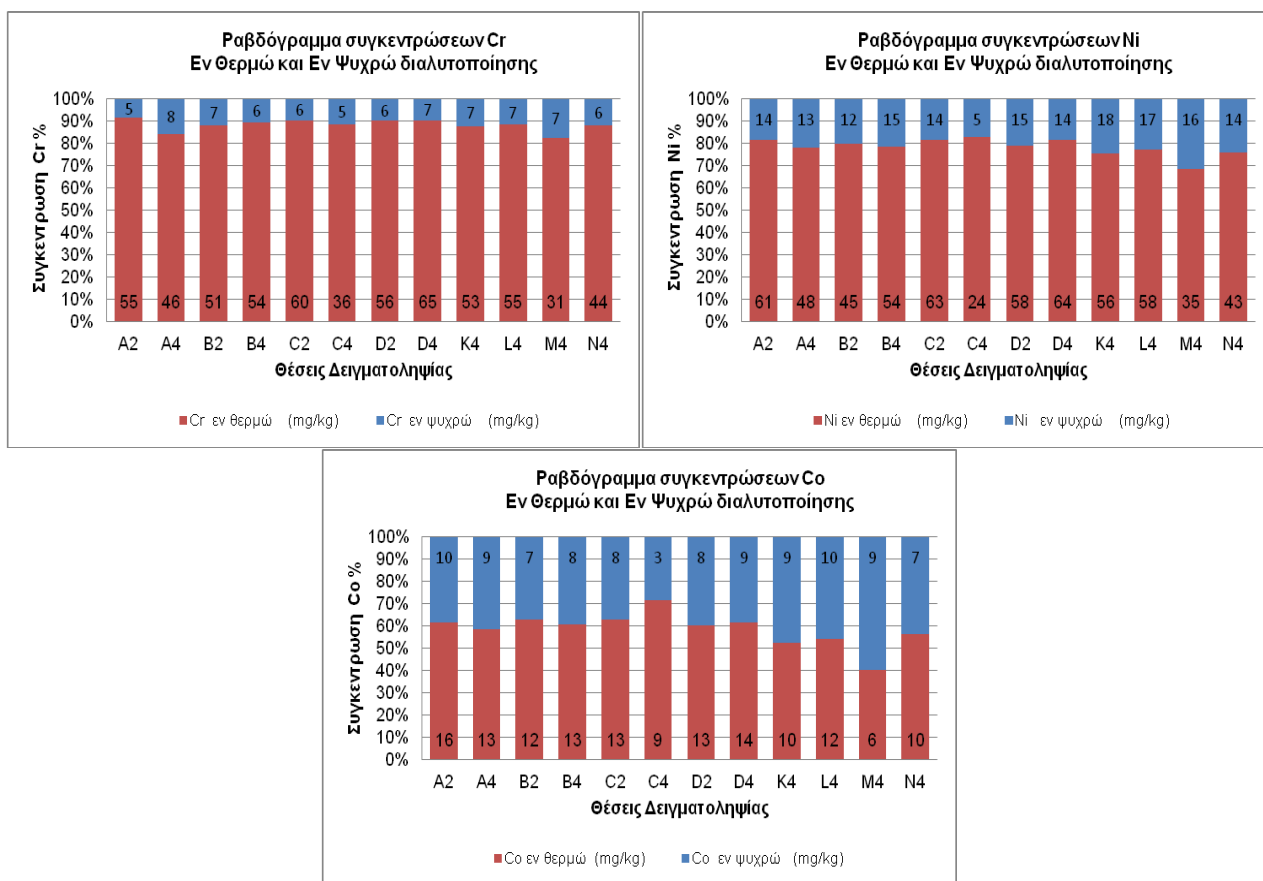 Ραβδόγραμμα συγκεντρώσεων Cr
Εν Θερμώ και Εν Ψυχρώ διαλυτοποίησης
Συγκεντρωση Cr %
100%
90%
80%
70%
60%
50%
40%
30%
20%
10%
0%
5 8 7 6 6 5 6 7 7 7 7 6
55 46 51 54 60 36 56 65 53 55 31 44
A2 A4 B2 B4 C2 C4 D2 D4 K4 L4 M4 N4
Θέσεις Δειγματοληψίας
Cr εν θερμώ (mg/kg) Cr εν ψυχρώ (mg/kg)
Ραβδόγραμμα συγκεντρώσεων Ni
Εν Θερμώ και Εν Ψυχρώ διαλυτοποίησης
Συγκεντρωση Ni %
100%
90%
80%
70%
60%
50%
40%
30%
20%
10%
0%
14 13 12 15 14 5 15 14 18 17 16 14
61 48 45 54 63 24 58 64 56 58 35 43
A2 A4 B2 B4 C2 C4 D2 D4 K4 L4 M4 N4
Θέσεις Δειγματοληψίας
Ni εν θερμώ (mg/kg) Ni εν ψυχρώ (mg/kg)
Ραβδόγραμμα συγκεντρώσεων Co
Εν Θερμώ και Εν Ψυχρώ διαλυτοποίησης
Συγκεντρωση Co %
100%
90%
80%
70%
60%
50%
40%
30%
20%
10%
0%
10 9 7 8 8 3 8 9 9 10 9 7
16 13 12 13 13 9 13 14 10 12 6 10
A2 A4 B2 B4 C2 C4 D2 D4 K4 L4 M4 N4
Θέσεις Δειγματοληψίας
Co εν θερμώ (mg/kg) Co εν ψυχρώ (mg/kg)